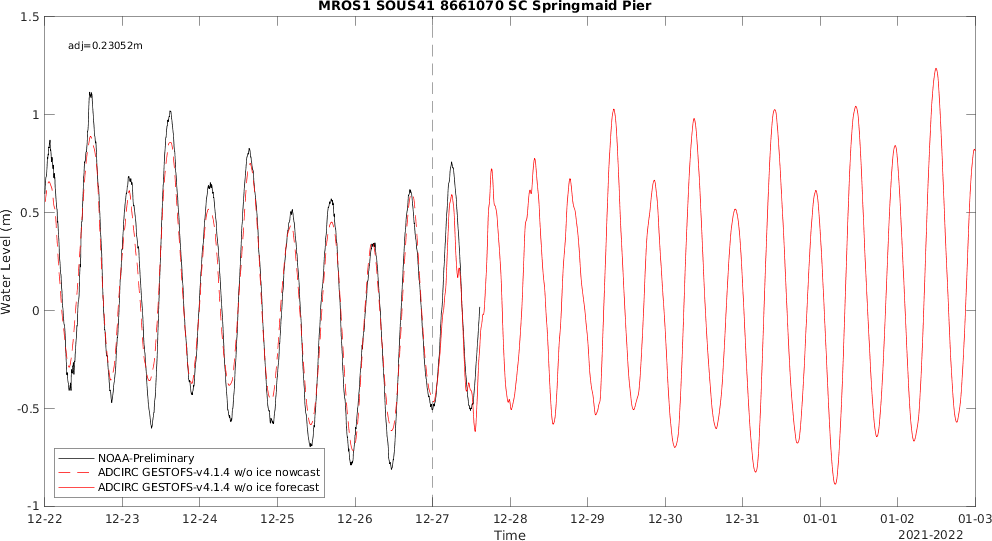 MROS1 SOUS41 8661070 SC Springmaid Pier
adj=0.23052m
1.5
1
0.5
0
-0.5
-1
Water Level (m)
NOAA-Preliminary
ADCIRC GESTOFS-v4.1.4 w/o ice nowcast
ADCIRC GESTOFS-v4.1.4 w/o ice forecast
12-22 12-23 12-24 12-25 12-26 12-27 12-28 12-29 12-30 12-31 01-01 01-02 01-03
Time
2021-2022